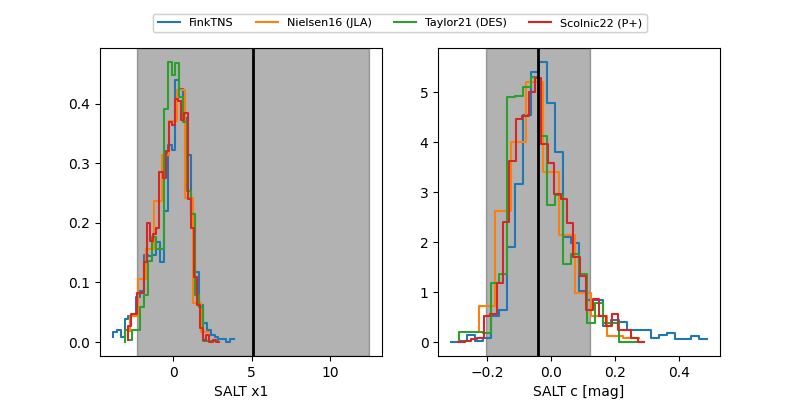 FinkTNS Nielsen16 (JLA) Taylor21 (DES) Scolnic22 (P+)
0.4
0.3
0.2
0.1
0.0
0 5 10
SALT x1
5
4
3
2
1
0
−0.2 0.0 0.2 0.4
SALT c [mag]